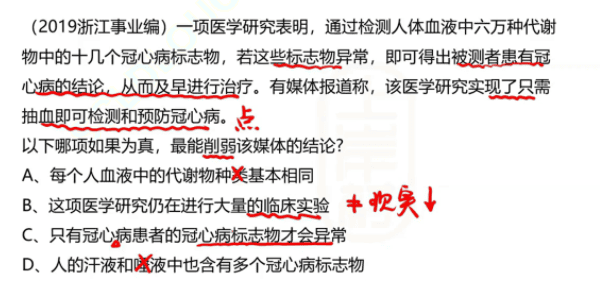 （2019浙江事业编）一项医学研究表明，通过检测人体血液中六万种代谢
物中的十几个冠心病标志物，若这些标志物异常，即可得出被测者患有冠
心病的结论，从而及早进行治疗。有媒体报道称，该医学研究实现了只需
抽血即可检测和预防冠心病。点
以下哪项如果为真，最能削弱该媒体的结论？
A、每个人血液中的代谢物种类基本相同
B、这项医学研究仍在进行大量的临床实验
C、只有冠心病患者的冠心病标志物才会异常
D、人的汗液和唾液中也含有多个冠心病标志物